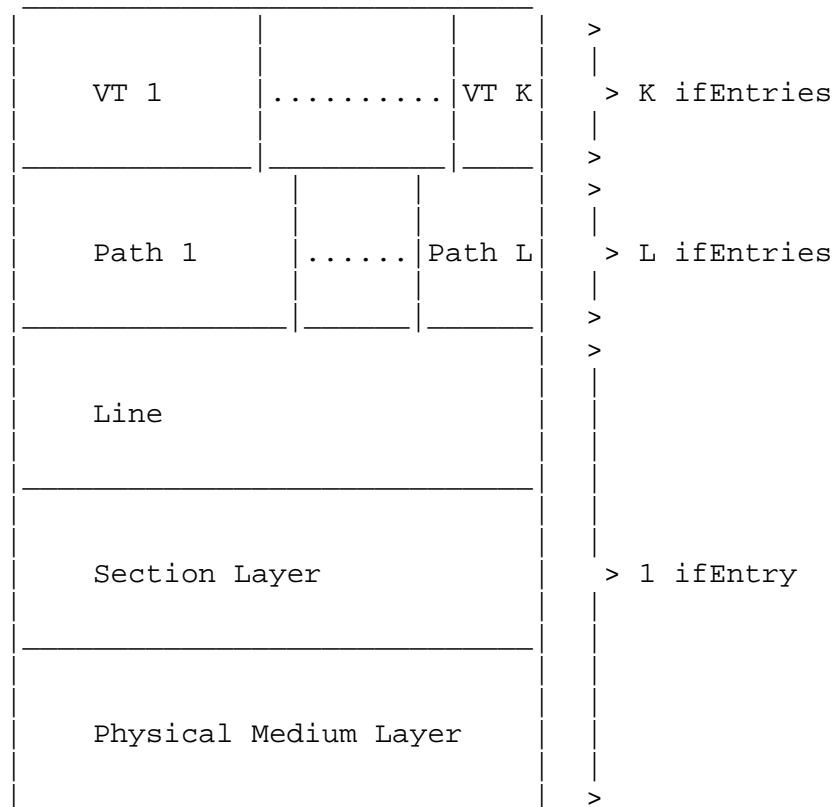 VT 1 |..........|VT K| > K ifEntries
Path 1 |......|Path L| > L ifEntries
Line
Section Layer > 1 ifEntry
Physical Medium Layer